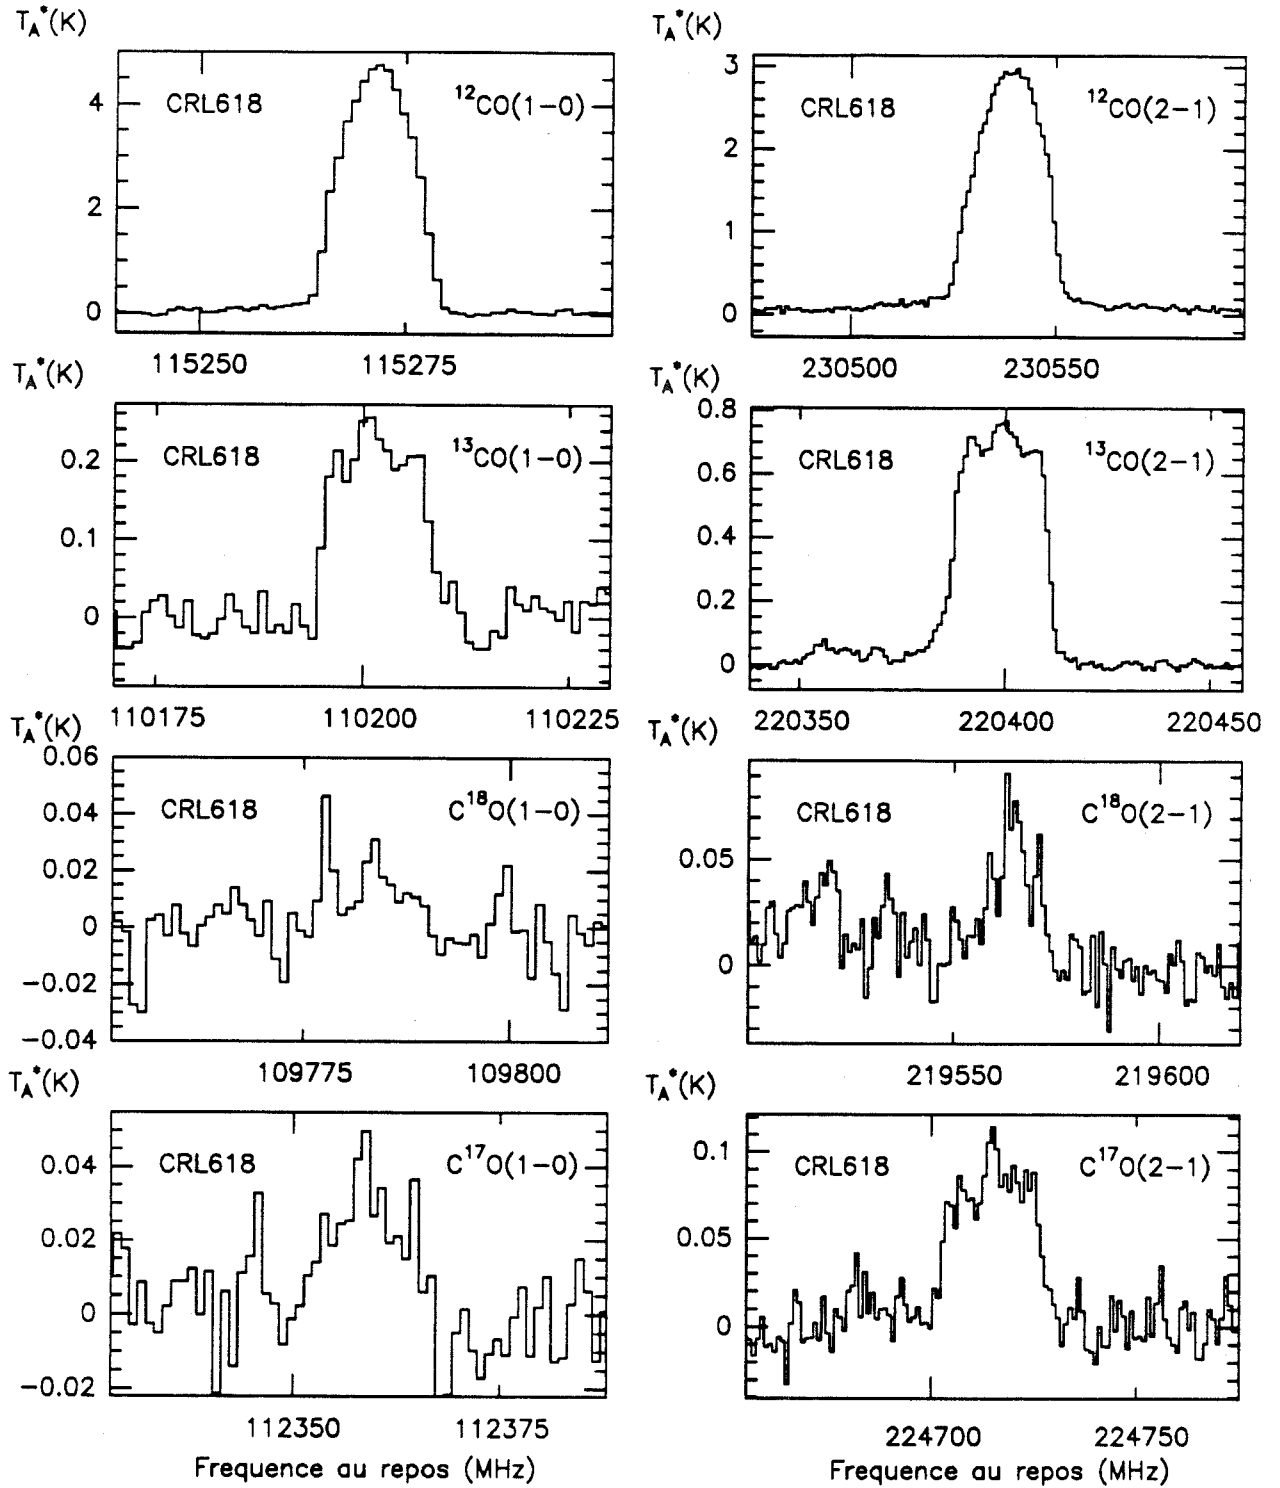 T_A*(K) T_A*(K)
CRL618 ¹²CO(1-0) CRL618 ¹²CO(2-1)
4
2
0
3
2
1
0
115250 115275 230500 230550
T_A*(K) T_A*(K)
CRL618 ¹³CO(1-0) CRL618 ¹³CO(2-1)
0.2
0.1
0
0.8
0.6
0.4
0.2
0
110175 110200 110225 220350 220400 220450
T_A*(K) T_A*(K)
CRL618 C¹⁸O(1-0) CRL618 C¹⁸O(2-1)
0.06
0.04
0.02
0
-0.02
-0.04
0.05
0
109775 109800 219550 219600
T_A*(K) T_A*(K)
CRL618 C¹⁷O(1-0) CRL618 C¹⁷O(2-1)
0.04
0.02
0
-0.02
0.1
0.05
0
112350 112375 224700 224750
Frequence au repos (MHz) Frequence au repos (MHz)